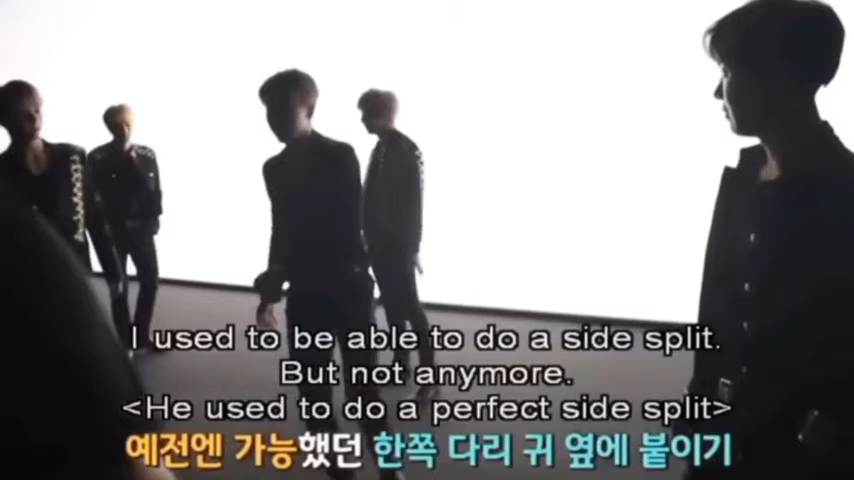 I used to be able to do a side split.
But not anymore.
<He used to do a perfect side split>
예전엔 가능했던 한쪽 다리 귀 옆에 붙이기